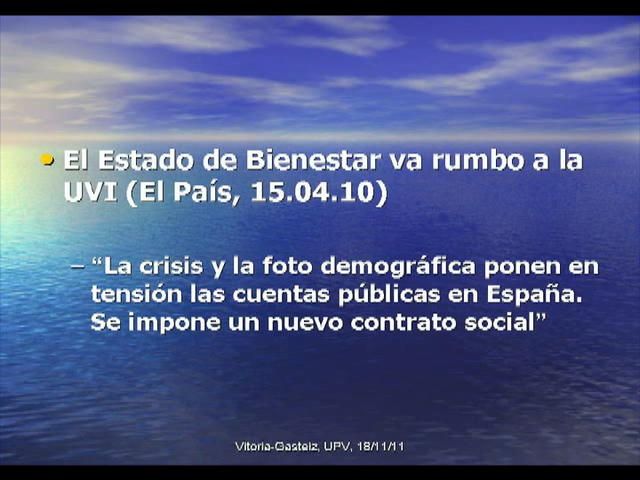 • El Estado de Bienestar va rumbo a la
UVI (El País, 15.04.10)
– “La crisis y la foto demográfica ponen en
tensión las cuentas públicas en España.
Se impone un nuevo contrato social”
Vitoria-Gasteiz, UPV, 18/11/11